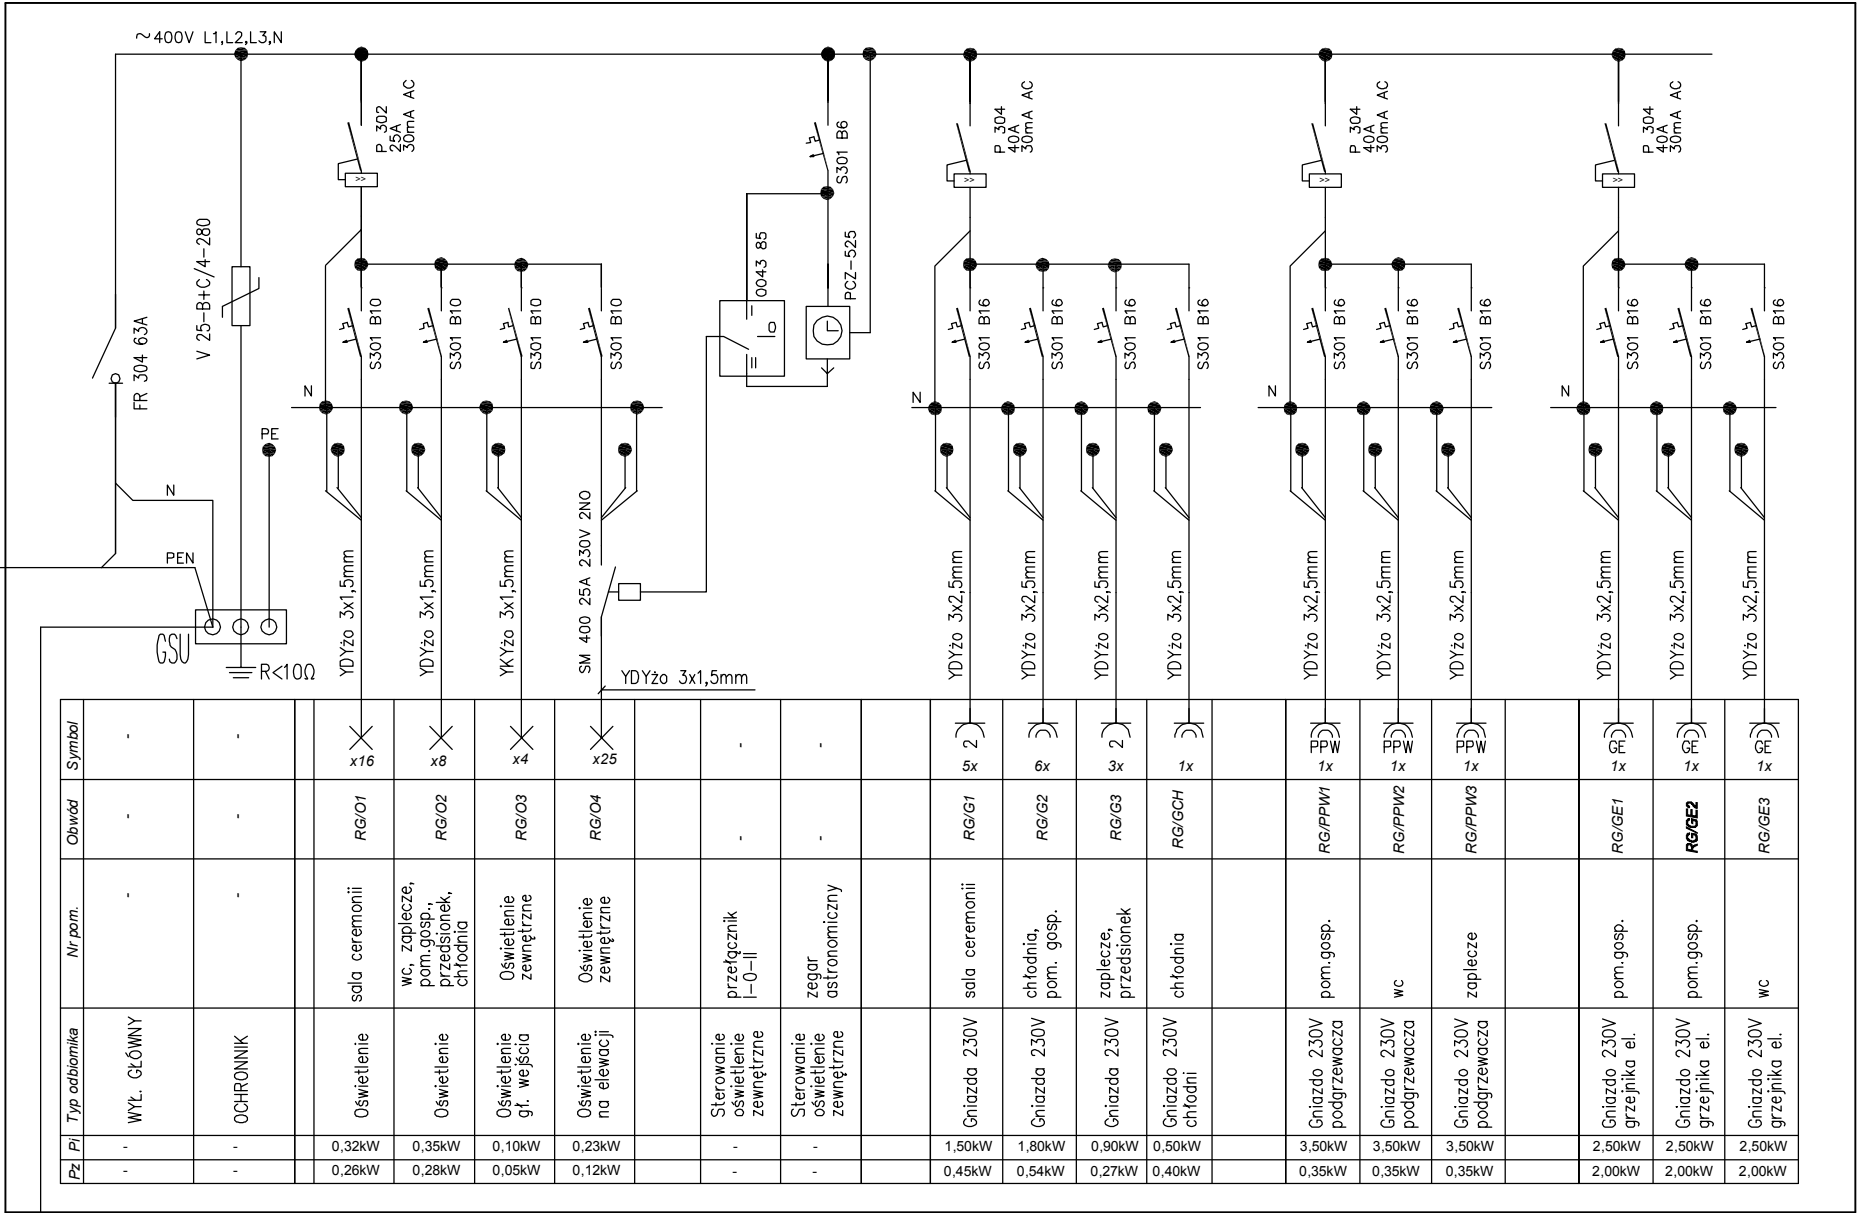 ~400V L1,L2,L3,N
FR 304 63A
V 25-B+C/4-280
P 302
25A
30mA AC
S301 B6
P 304
40A
30mA AC
P 304
40A
30mA AC
P 304
40A
30mA AC
>>
>>
>>
>>
0043 85
PCZ-525
I
O
II
S301 B10
S301 B10
S301 B10
S301 B10
S301 B16
S301 B16
S301 B16
S301 B16
S301 B16
S301 B16
S301 B16
S301 B16
S301 B16
S301 B16
N
N
N
N
PE
N
PEN
GSU
R<10Ω
YDYżo 3x1,5mm
YDYżo 3x1,5mm
YKYżo 3x1,5mm
SM 400 25A 230V 2NO
YDYżo 3x1,5mm
YDYżo 3x2,5mm
YDYżo 3x2,5mm
YDYżo 3x2,5mm
YDYżo 3x2,5mm
YDYżo 3x2,5mm
YDYżo 3x2,5mm
YDYżo 3x2,5mm
YDYżo 3x2,5mm
YDYżo 3x2,5mm
YDYżo 3x2,5mm
Symbol
-
-
x16
x8
x4
x25
-
-
2
5x
6x
2
3x
1x
PPW
1x
PPW
1x
PPW
1x
GE
1x
GE
1x
GE
1x
Obwód
-
-
RG/O1
RG/O2
RG/O3
RG/O4
-
-
RG/G1
RG/G2
RG/G3
RG/GCH
RG/PPW1
RG/PPW2
RG/PPW3
RG/GE1
RG/GE2
RG/GE3
Nr pom.
-
-
sala ceremonii
wc, zaplecze,
pom.gosp.,
przedsionek,
chłodnia
Oświetlenie
zewnętrzne
Oświetlenie
zewnętrzne
przełącznik
I-O-II
zegar
astronomiczny
sala ceremonii
chłodnia,
pom. gosp.
zaplecze,
przedsionek
chłodnia
pom.gosp.
wc
zaplecze
pom.gosp.
pom.gosp.
wc
Typ odbiornika
WYŁ. GŁÓWNY
OCHRONNIK
Oświetlenie
Oświetlenie
Oświetlenie
gł. wejścia
Oświetlenie
na elewacji
Sterowanie
oświetlenie
zewnętrzne
Sterowanie
oświetlenie
zewnętrzne
Gniazda 230V
Gniazda 230V
Gniazda 230V
Gniazdo 230V
chłodni
Gniazdo 230V
podgrzewacza
Gniazdo 230V
podgrzewacza
Gniazdo 230V
podgrzewacza
Gniazdo 230V
grzejnika el.
Gniazdo 230V
grzejnika el.
Gniazdo 230V
grzejnika el.
Pi
-
-
0,32kW
0,35kW
0,10kW
0,23kW
-
-
1,50kW
1,80kW
0,90kW
0,50kW
3,50kW
3,50kW
3,50kW
2,50kW
2,50kW
2,50kW
Pz
-
-
0,26kW
0,28kW
0,05kW
0,12kW
-
-
0,45kW
0,54kW
0,27kW
0,40kW
0,35kW
0,35kW
0,35kW
2,00kW
2,00kW
2,00kW